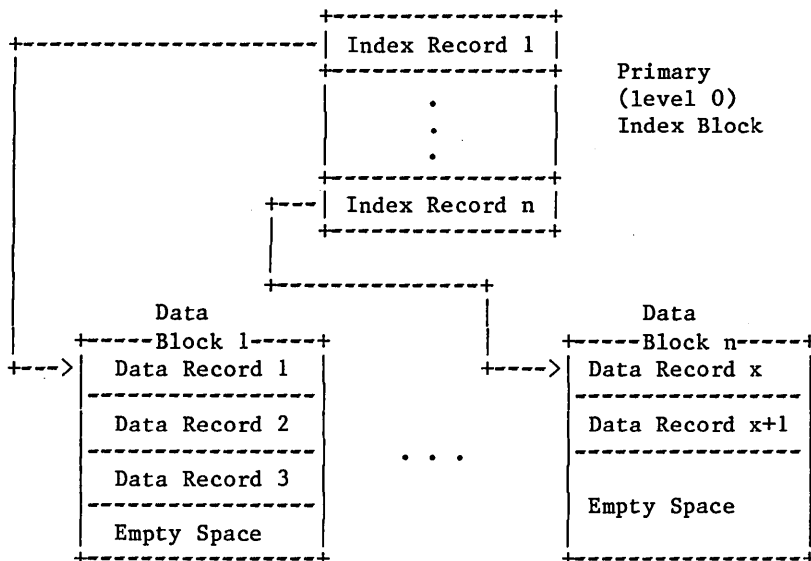 Index Record 1
Primary
(level 0)
Index Block
.
.
.
Index Record n
Data
Block 1
Data
Block n
Data Record 1
Data Record 2
Data Record 3
Empty Space
. . .
Data Record x
Data Record x+1
Empty Space